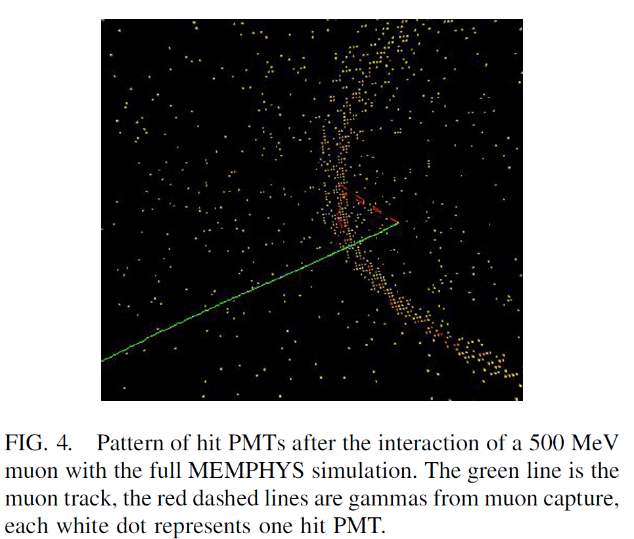 FIG. 4. Pattern of hit PMTs after the interaction of a 500 MeV
muon with the full MEMPHYS simulation. The green line is the
muon track, the red dashed lines are gammas from muon capture,
each white dot represents one hit PMT.